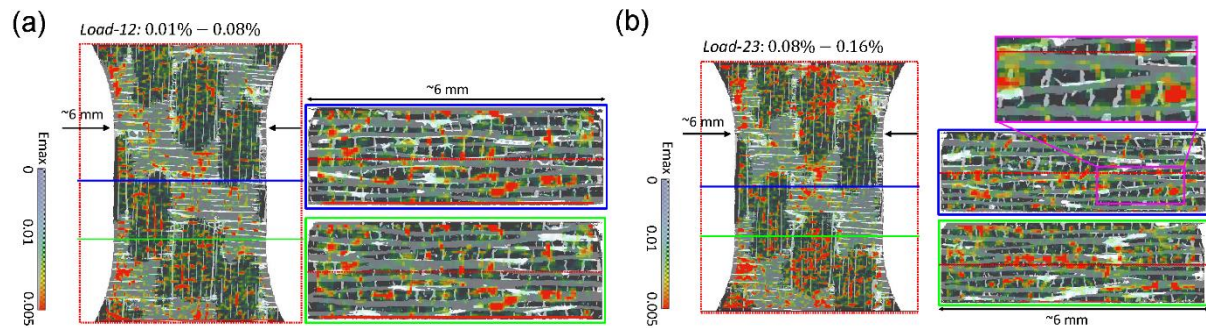 (a)
Load-12: 0.01% – 0.08%
~6 mm
~6 mm
Emax
0
0.01
0.005
(b)
Load-23: 0.08% – 0.16%
~6 mm
Emax
0
0.01
0.005
~6 mm